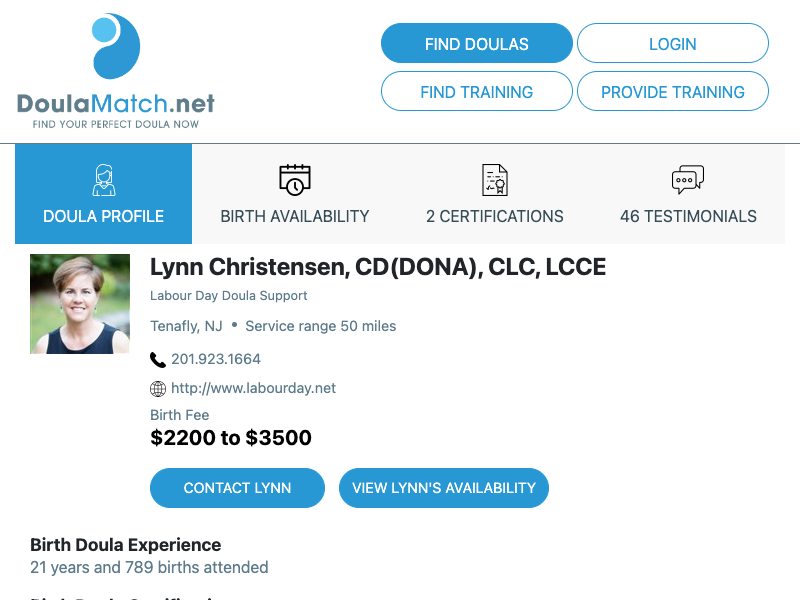 DoulaMatch.net
FIND YOUR PERFECT DOULA NOW
FIND DOULAS
LOGIN
FIND TRAINING
PROVIDE TRAINING
DOULA PROFILE
BIRTH AVAILABILITY
2 CERTIFICATIONS
46 TESTIMONIALS
Lynn Christensen, CD(DONA), CLC, LCCE
Labour Day Doula Support
Tenafly, NJ • Service range 50 miles
201.923.1664
http://www.labourday.net
Birth Fee
$2200 to $3500
CONTACT LYNN
VIEW LYNN'S AVAILABILITY
Birth Doula Experience
21 years and 789 births attended